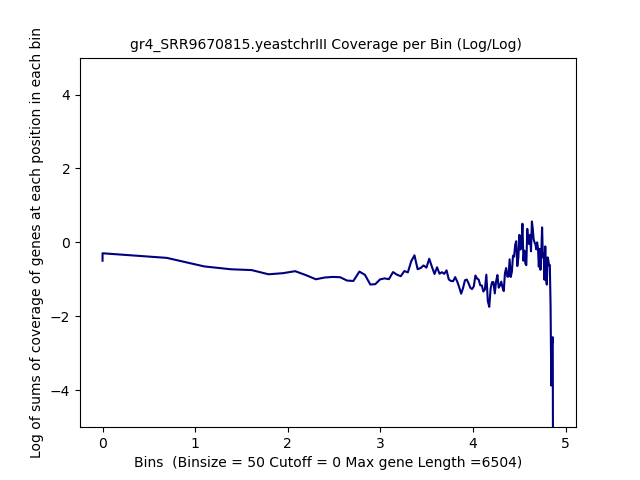 gr4_SRR9670815.yeastchrIII Coverage per Bin (Log/Log)
Log of sums of coverage of genes at each position in each bin
4
2
0
−2
−4
0 1 2 3 4 5
Bins  (Binsize = 50 Cutoff = 0 Max gene Length =6504)